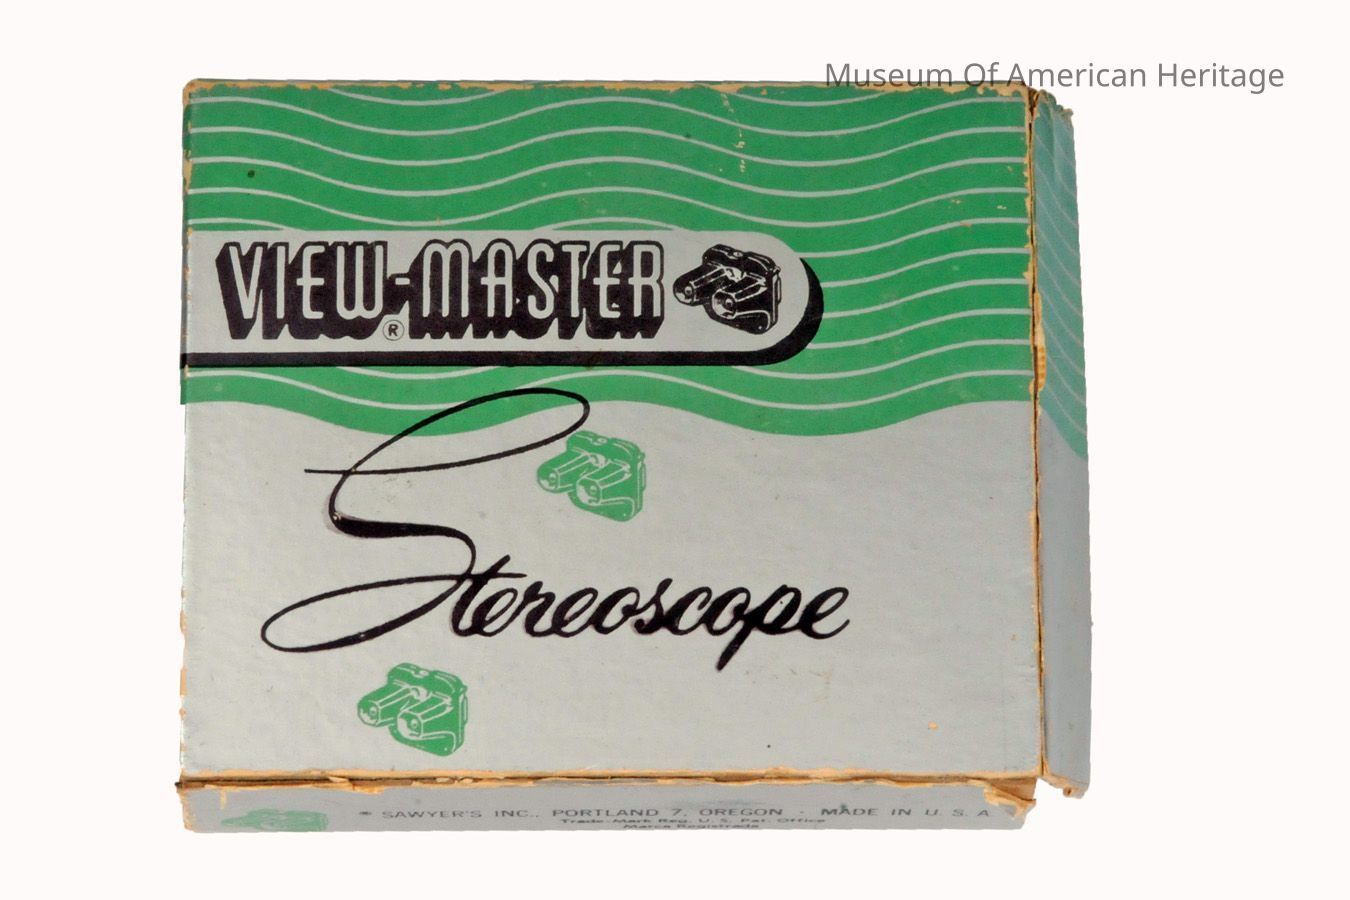 Museum Of American Heritage
VIEW-MASTER
®
Stereoscope
® SAWYER'S INC., PORTLAND 7, OREGON · MADE IN U. S. A.
Trade-Mark Reg. U. S. Pat. Office
Marca Registrada